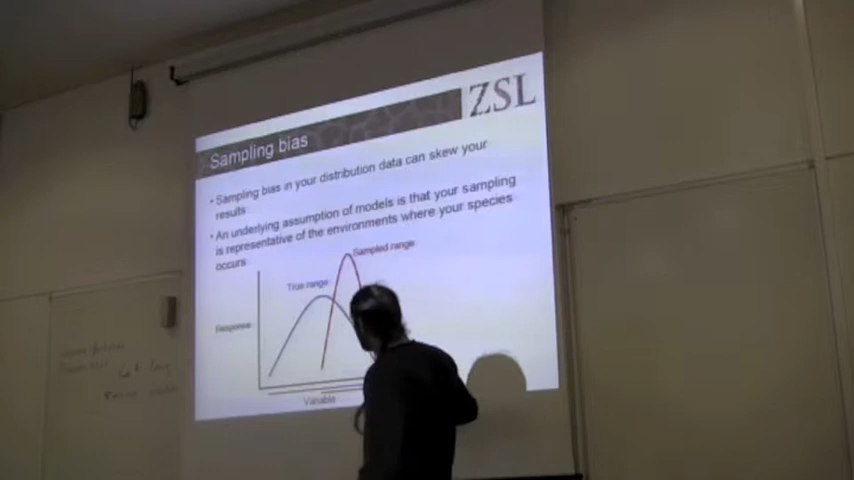 ZSL
Sampling bias
• Sampling bias in your distribution data can skew your
results
• An underlying assumption of models is that your sampling
is representative of the environments where your species
occurs
Sampled range
True range
Response
Variable